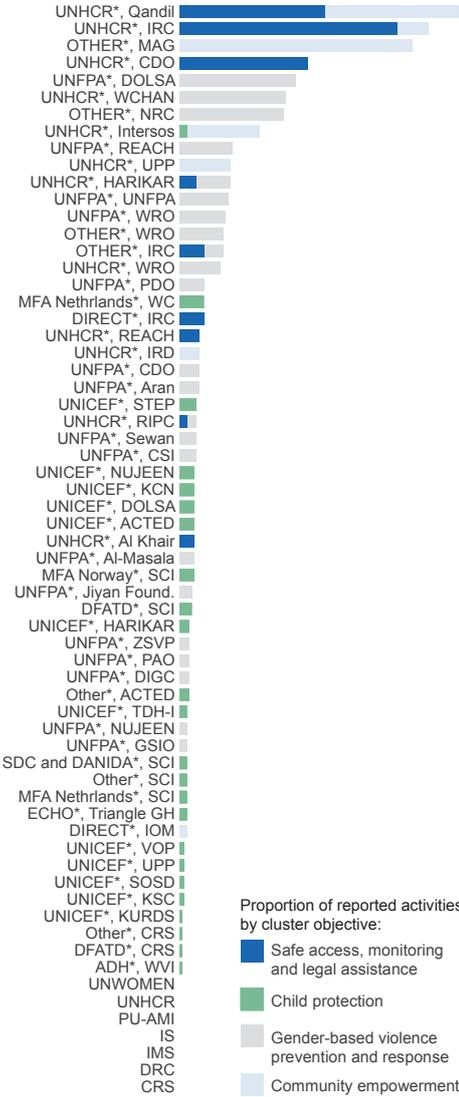 UNHCR*, Qandil
UNHCR*, IRC
OTHER*, MAG
UNHCR*, CDO
UNFPA*, DOLSA
UNHCR*, WCHAN
OTHER*, NRC
UNHCR*, Intersos
UNFPA*, REACH
UNHCR*, UPP
UNHCR*, HARIKAR
UNFPA*, UNFPA
UNFPA*, WRO
OTHER*, WRO
OTHER*, IRC
UNHCR*, WRO
UNFPA*, PDO
MFA Nethrlands*, WC
DIRECT*, IRC
UNHCR*, REACH
UNHCR*, IRD
UNFPA*, CDO
UNFPA*, Aran
UNICEF*, STEP
UNHCR*, RIPC
UNFPA*, Sewan
UNFPA*, CSI
UNICEF*, NUJEEN
UNICEF*, KCN
UNICEF*, DOLSA
UNICEF*, ACTED
UNHCR*, Al Khair
UNFPA*, Al-Masala
MFA Norway*, SCI
UNFPA*, Jiyan Found.
DFATD*, SCI
UNICEF*, HARIKAR
UNFPA*, ZSVP
UNFPA*, PAO
UNFPA*, DIGC
Other*, ACTED
UNICEF*, TDH-I
UNFPA*, NUJEEN
UNFPA*, GSIO
SDC and DANIDA*, SCI
Other*, SCI
MFA Nethrlands*, SCI
ECHO*, Triangle GH
DIRECT*, IOM
UNICEF*, VOP
UNICEF*, UPP
UNICEF*, SOSD
UNICEF*, KSC
UNICEF*, KURDS
Other*, CRS
DFATD*, CRS
ADH*, WVI
UNWOMEN
UNHCR
PU-AMI
IS
IMS
DRC
CRS
Proportion of reported activities
by cluster objective:
Safe access, monitoring
and legal assistance
Child protection
Gender-based violence
prevention and response
Community empowerment